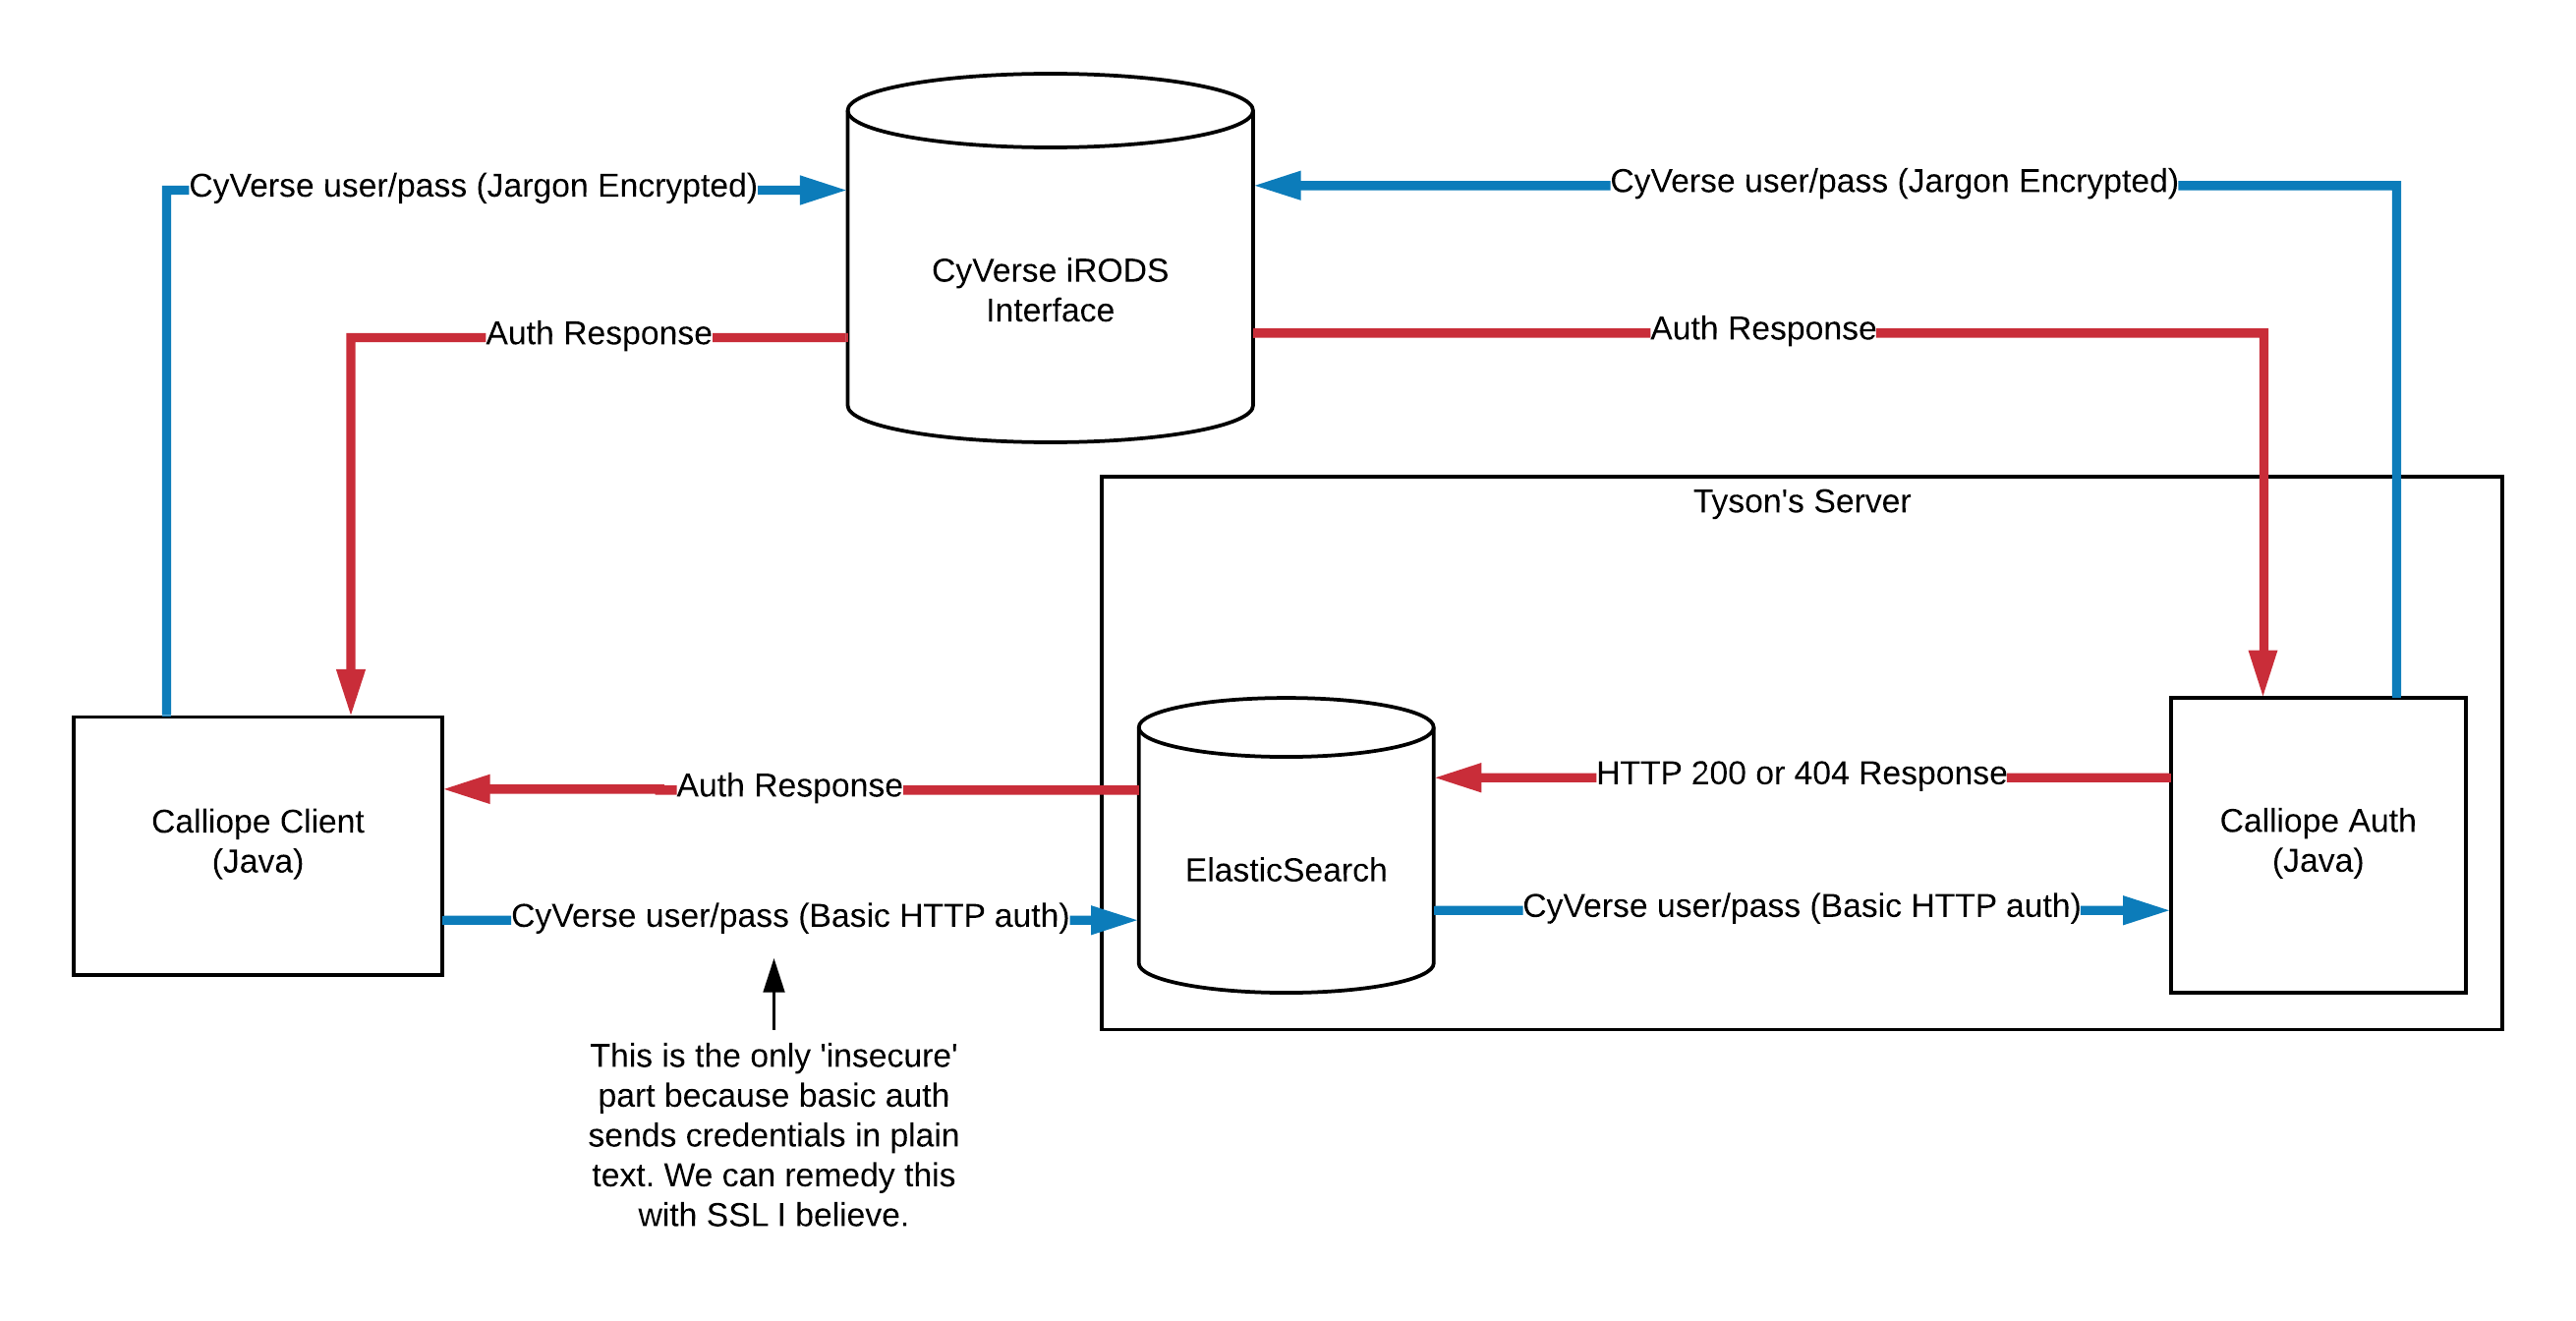 CyVerse user/pass (Jargon Encrypted)
CyVerse user/pass (Jargon Encrypted)
CyVerse iRODS
Interface
Auth Response
Auth Response
Tyson's Server
Auth Response
HTTP 200 or 404 Response
Calliope Client
(Java)
ElasticSearch
Calliope Auth
(Java)
CyVerse user/pass (Basic HTTP auth)
CyVerse user/pass (Basic HTTP auth)
This is the only 'insecure'
part because basic auth
sends credentials in plain
text. We can remedy this
with SSL I believe.